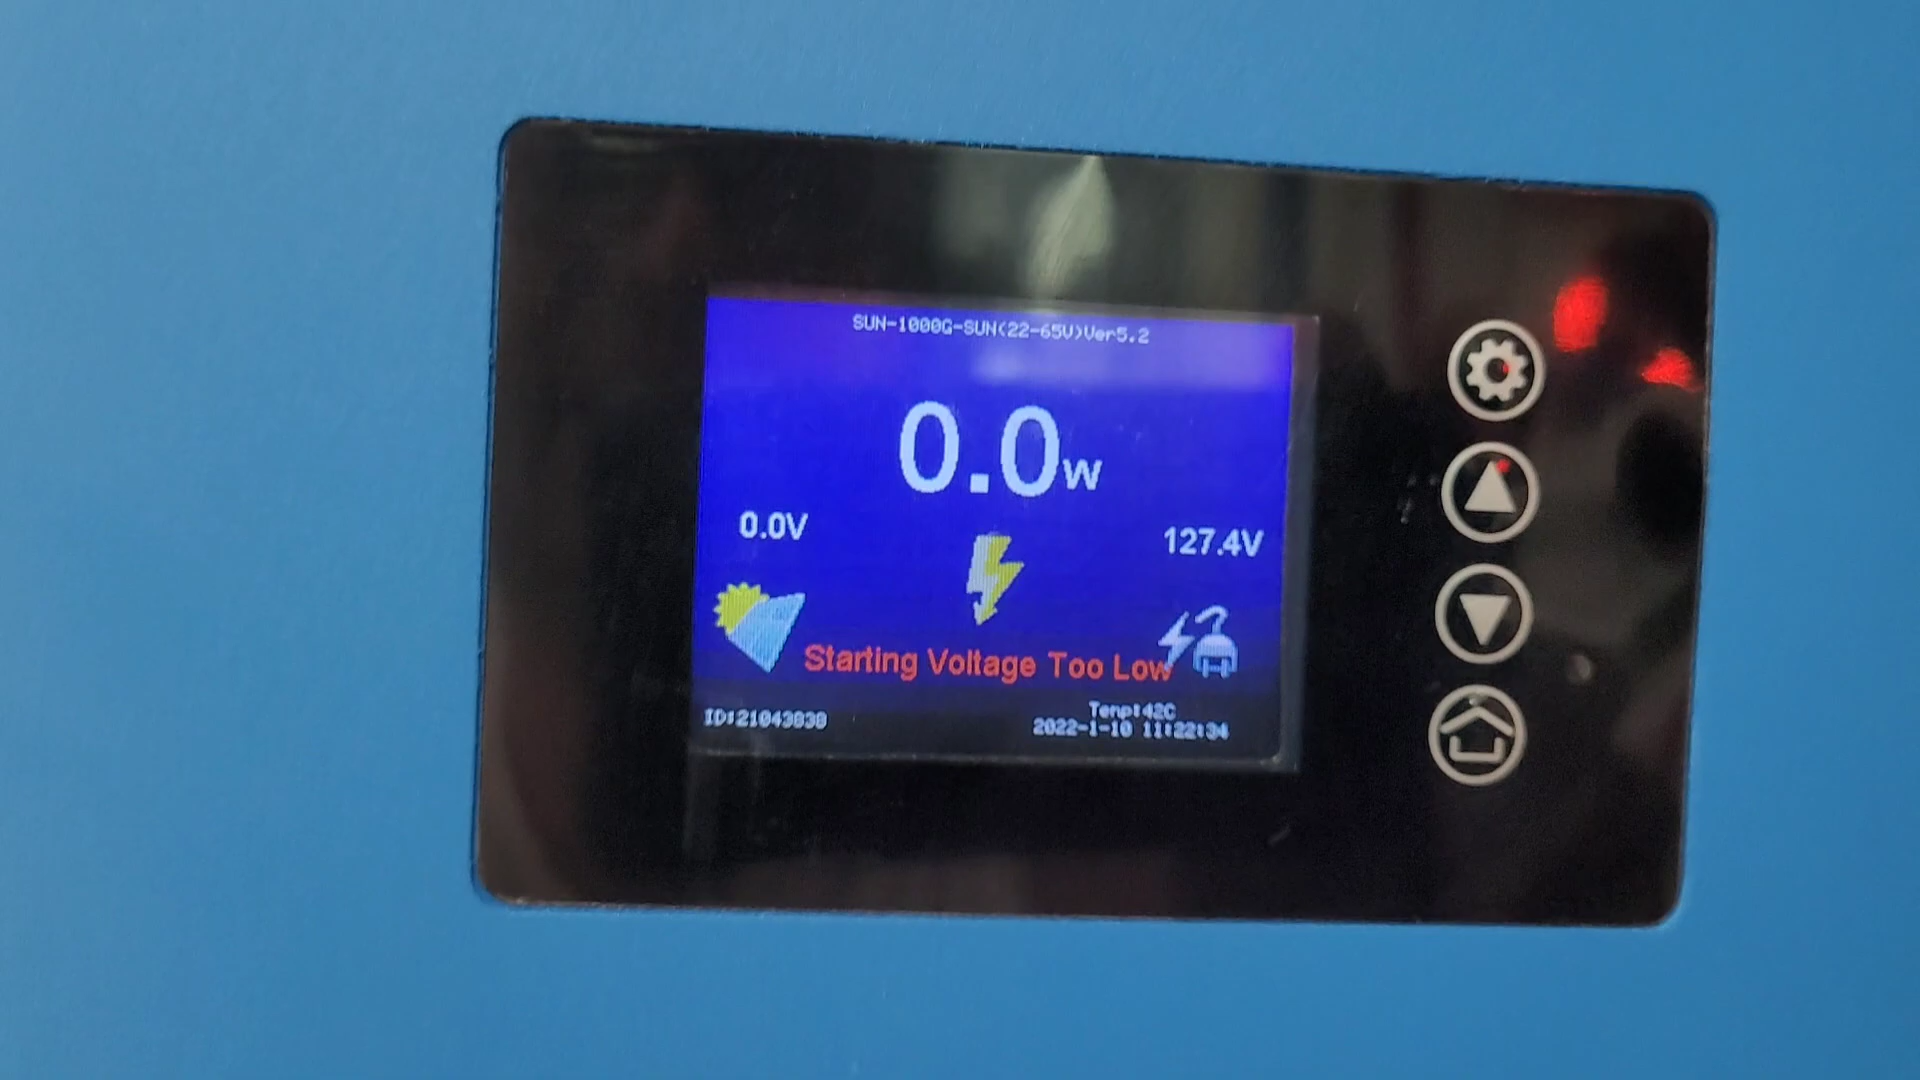 SUN-1000G-SUN(22-65V)Ver5.2
0.0W
0.0V
127.4V
Starting Voltage Too Low
ID:21043838
Temp:42C
2022-1-10 11:22:34